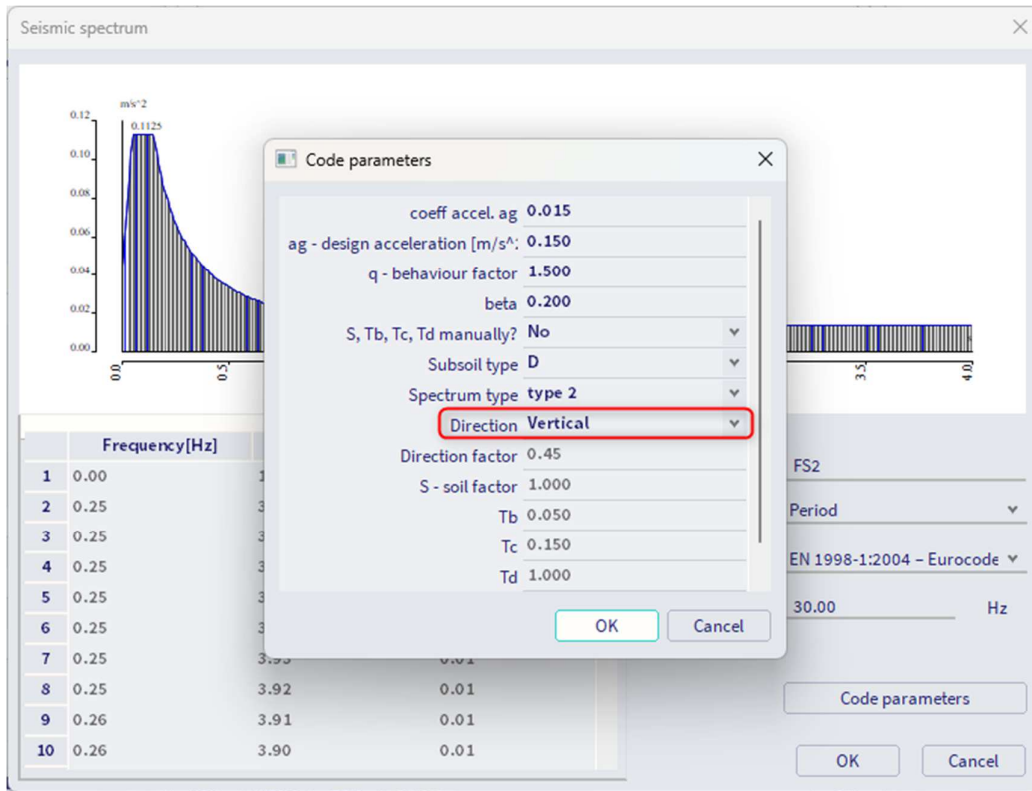 Seismic spectrum
m/s^2
0.12
0.1125
0.10
0.08
0.06
0.04
0.02
0.00
0.0
0.5
3.5
4.0
Code parameters
coeff accel. ag 0.015
ag - design acceleration [m/s^2 0.150
q - behaviour factor 1.500
beta 0.200
S, Tb, Tc, Td manually? No
Subsoil type D
Spectrum type type 2
Direction Vertical
Direction factor 0.45
S - soil factor 1.000
Tb 0.050
Tc 0.150
Td 1.000
OK Cancel
Frequency[Hz]
1 0.00
2 0.25
3 0.25
4 0.25
5 0.25
6 0.25
7 0.25
8 0.25 3.92 0.01
9 0.26 3.91 0.01
10 0.26 3.90 0.01
FS2
Period
EN 1998-1:2004 – Eurocode
30.00 Hz
Code parameters
OK Cancel